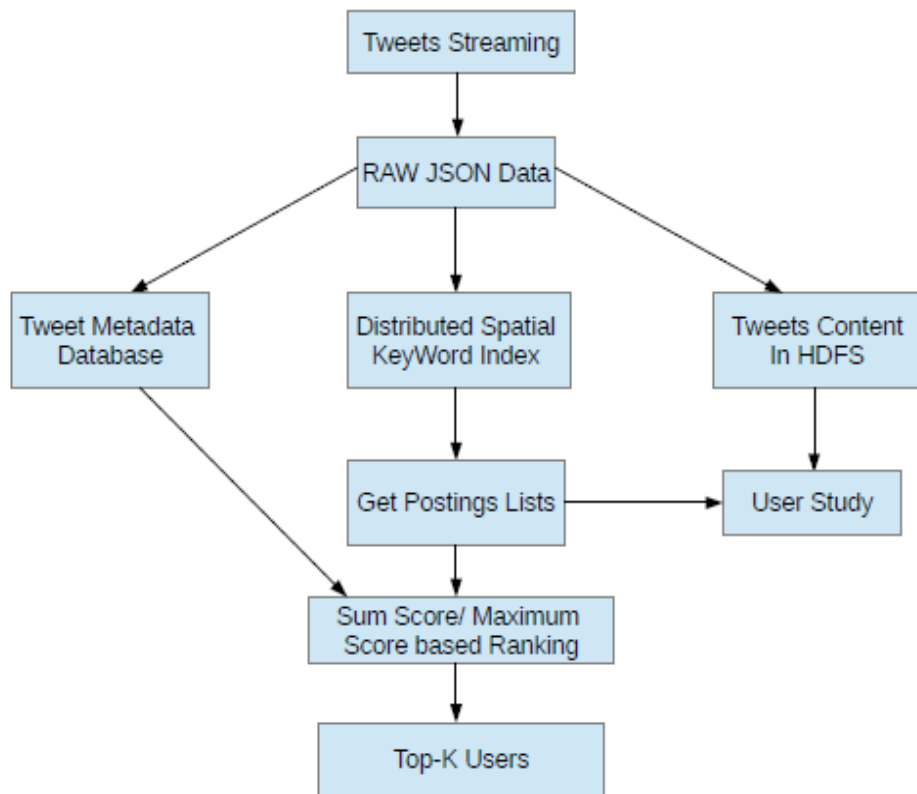 Tweets Streaming
RAW JSON Data
Tweet Metadada
Database
Distributed Spatial
KeyWord Index
Tweets Content
In HDFS
Get Postings Lists
User Study
Sum Score/ Maximum
Score based Ranking
Top-K Users